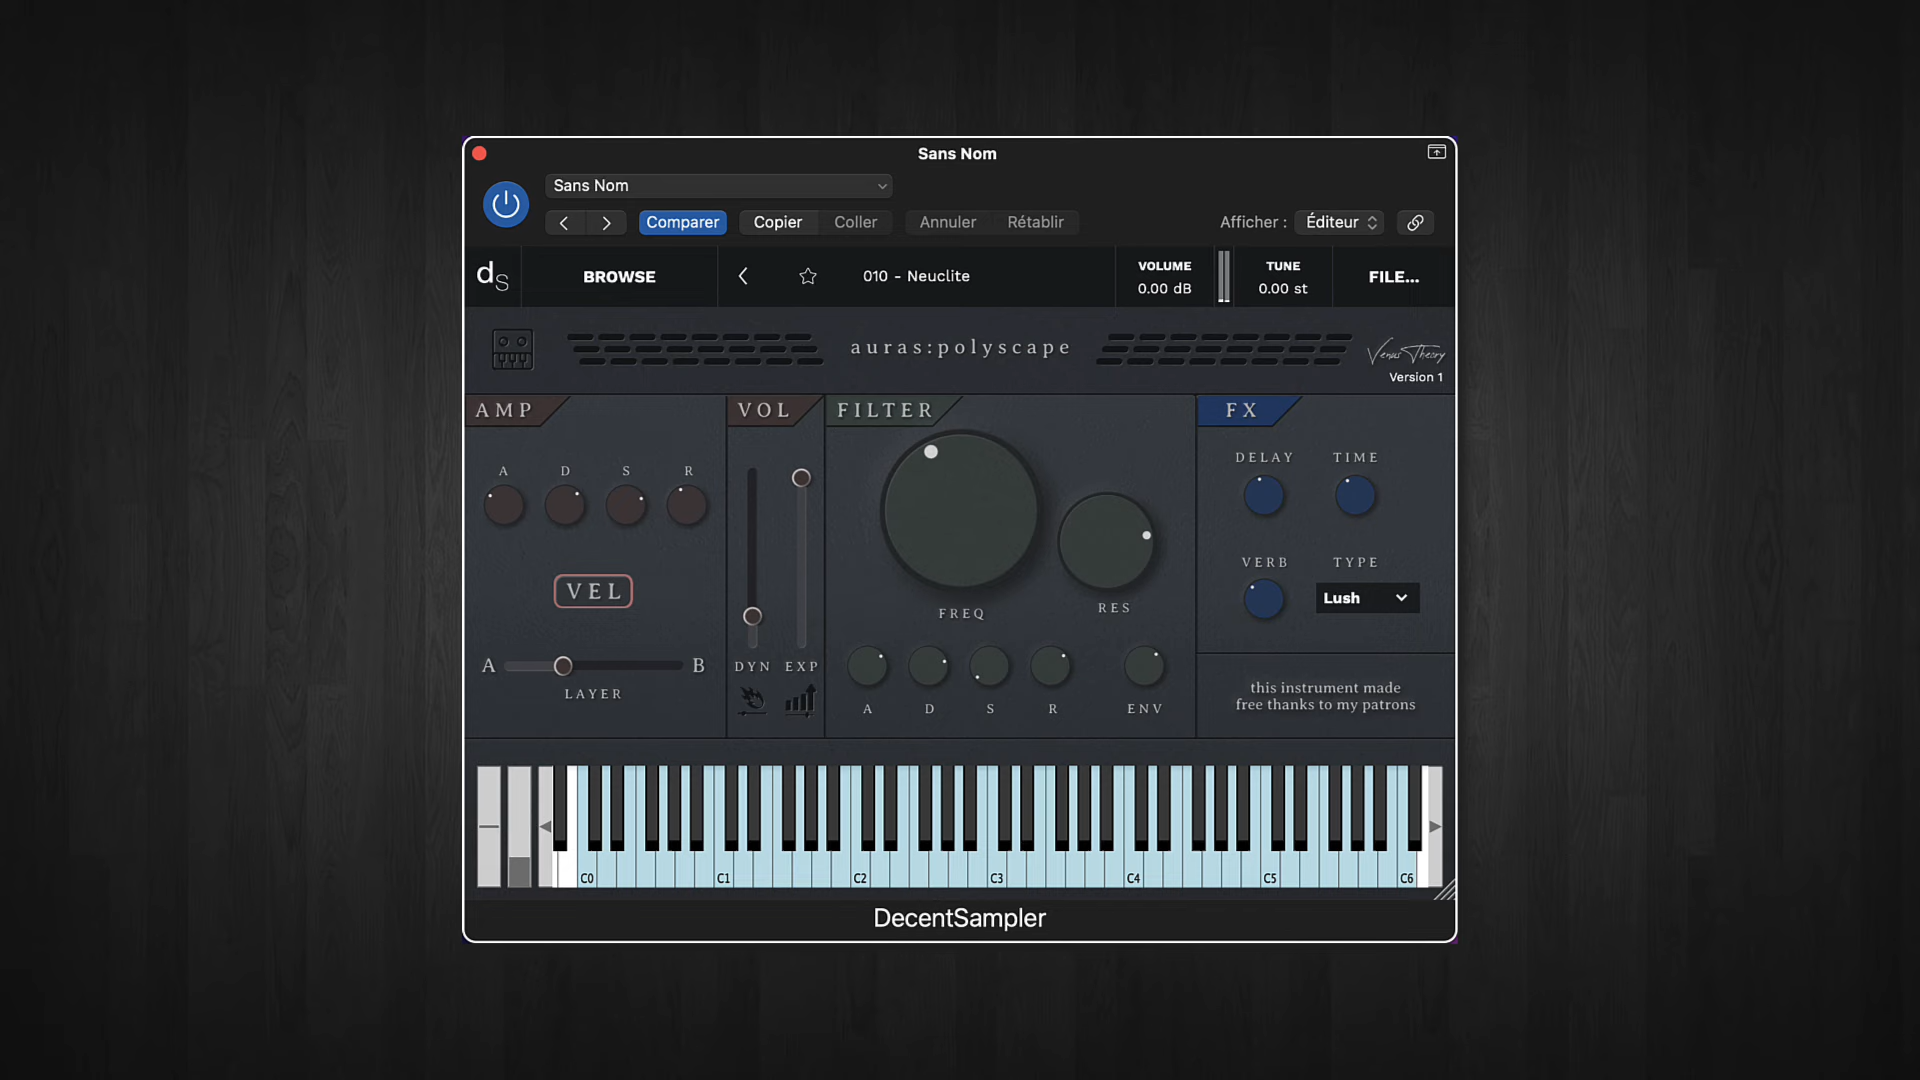 Sans Nom
Sans Nom
Comparer Copier Coller Annuler Rétablir Afficher : Éditeur
ds BROWSE 010 - Neuclite VOLUME 0.00 dB TUNE 0.00 st FILE...
auras:polyscape
Venus Theory
Version 1
AMP VOL FILTER FX
DELAY TIME
A D S R
VERB TYPE
VEL Lush
FREQ RES
A B DYN EXP
LAYER
A D S R ENV
this instrument made
free thanks to my patrons
C0 C1 C2 C3 C4 C5 C6
DecentSampler